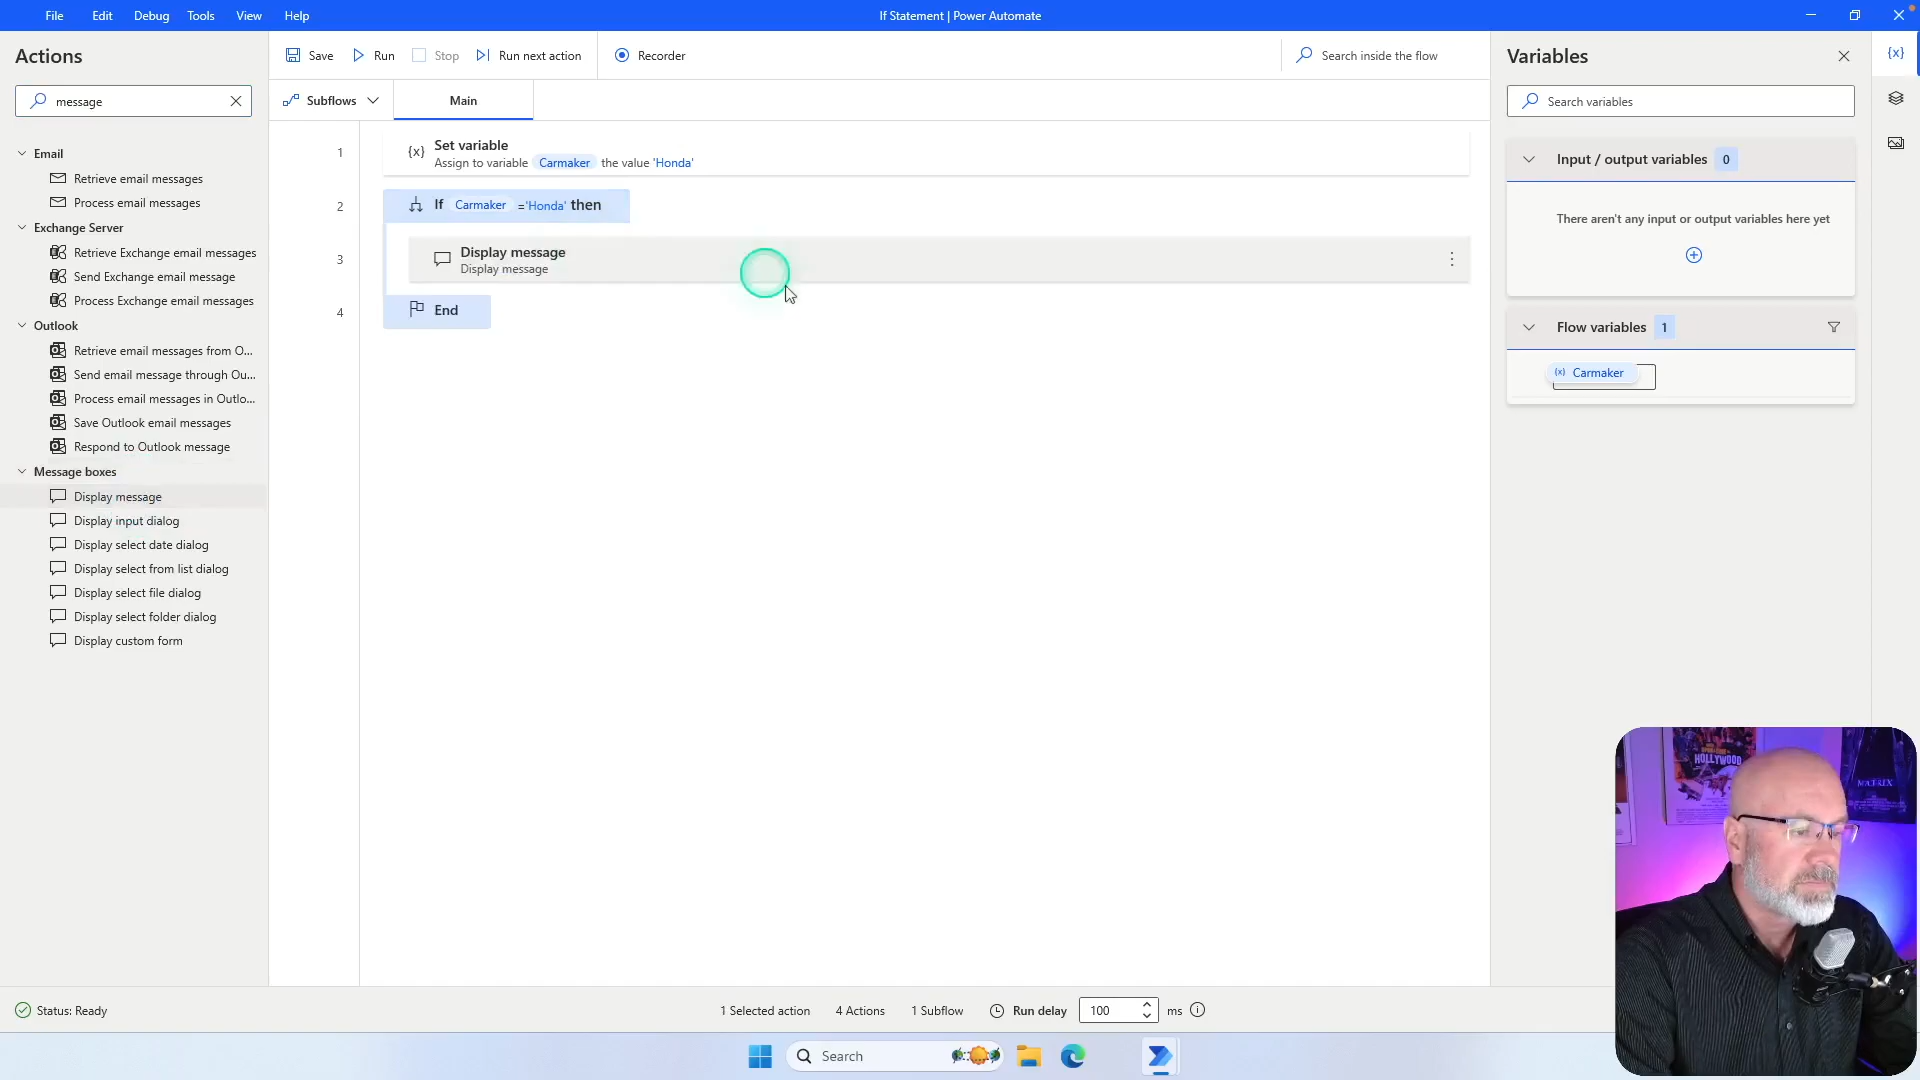 File Edit Debug Tools View Help
If Statement | Power Automate
Actions
message
Email
Retrieve email messages
Process email messages
Exchange Server
Retrieve Exchange email messages
Send Exchange email message
Process Exchange email messages
Outlook
Retrieve email messages from O...
Send email message through Ou...
Process email messages in Outlo...
Save Outlook email messages
Respond to Outlook message
Message boxes
Display message
Display input dialog
Display select date dialog
Display select from list dialog
Display select file dialog
Display select folder dialog
Display custom form
Save Run Stop Run next action Recorder
Search inside the flow
Subflows Main
1 {x} Set variable
Assign to variable Carmaker the value 'Honda'
2 If Carmaker ='Honda' then
3 Display message
Display message
4 End
Variables
{x}
Search variables
Input / output variables 0
There aren't any input or output variables here yet
Flow variables 1
(x) Carmaker
HOLLYWOOD
MATRIX
Status: Ready
1 Selected action 4 Actions 1 Subflow Run delay 100 ms
Search